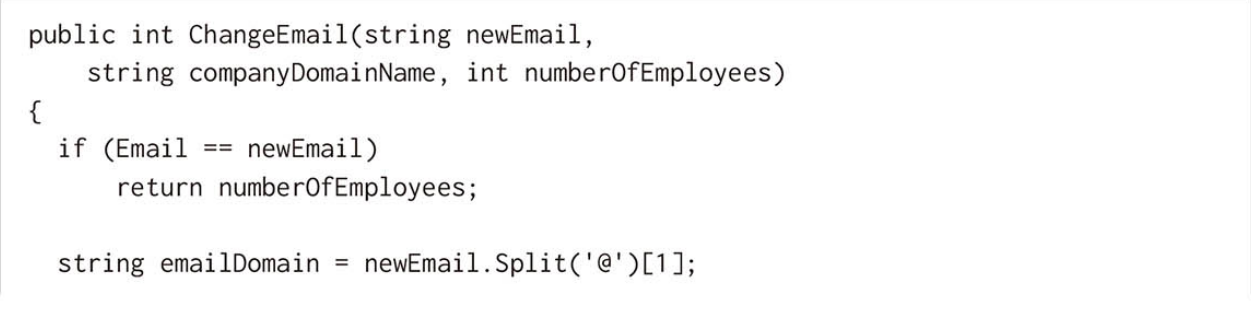 public int ChangeEmail(string newEmail,
    string companyDomainName, int numberOfEmployees)
{
  if (Email == newEmail)
      return numberOfEmployees;

  string emailDomain = newEmail.Split('@')[1];